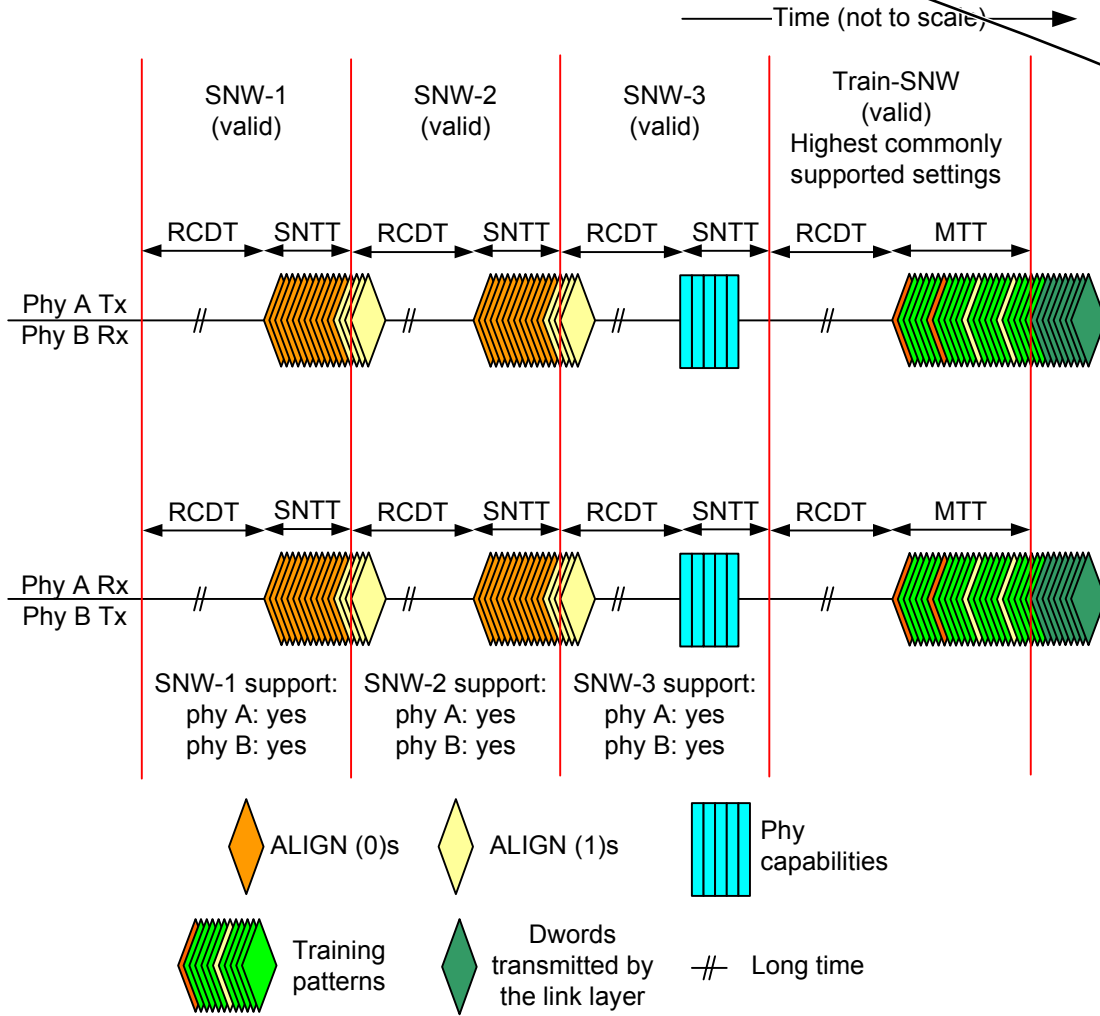 Time (not to scale)
SNW-1
(valid)
SNW-2
(valid)
SNW-3
(valid)
Train-SNW
(valid)
Highest commonly
supported settings
RCDT SNTT RCDT SNTT RCDT SNTT RCDT MTT
Phy A Tx
Phy B Rx
RCDT SNTT RCDT SNTT RCDT SNTT RCDT MTT
Phy A Rx
Phy B Tx
SNW-1 support:
phy A: yes
phy B: yes
SNW-2 support:
phy A: yes
phy B: yes
SNW-3 support:
phy A: yes
phy B: yes
ALIGN (0)s
ALIGN (1)s
Phy
capabilities
Training
patterns
Dwords
transmitted by
the link layer
Long time